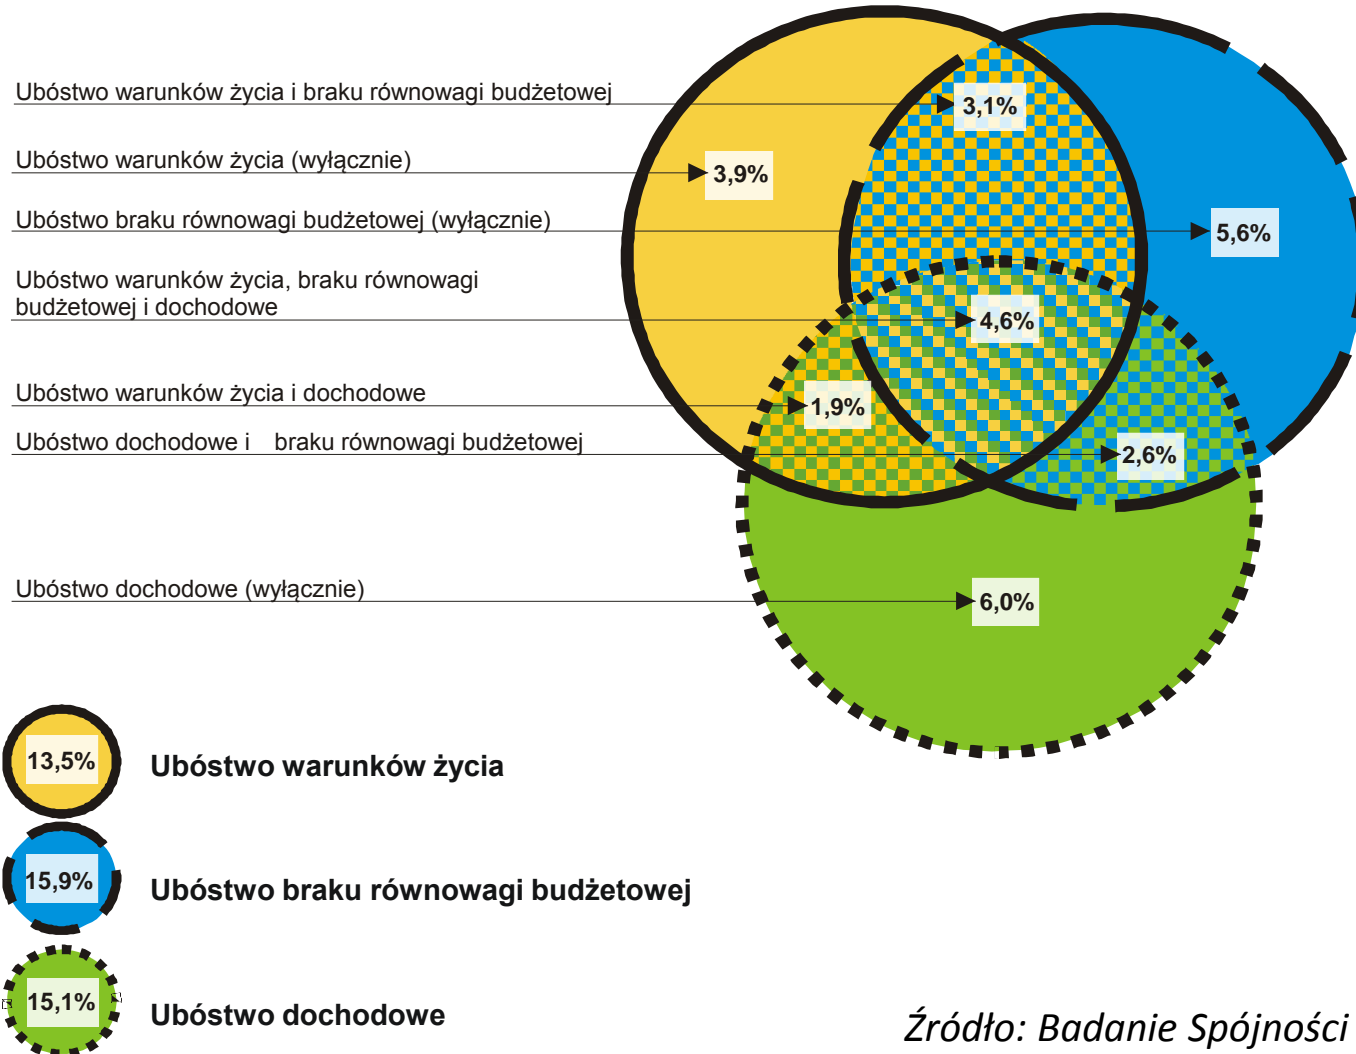 Ubóstwo warunków życia i braku równowagi budżetowej
3,1%
Ubóstwo warunków życia (wyłącznie)
3,9%
Ubóstwo braku równowagi budżetowej (wyłącznie)
5,6%
Ubóstwo warunków życia, braku równowagi
budżetowej i dochodowe
4,6%
Ubóstwo warunków życia i dochodowe
1,9%
Ubóstwo dochodowe i braku równowagi budżetowej
2,6%
Ubóstwo dochodowe (wyłącznie)
6,0%
13,5%
Ubóstwo warunków życia
15,9%
Ubóstwo braku równowagi budżetowej
15,1%
Ubóstwo dochodowe
Źródło: Badanie Spójności